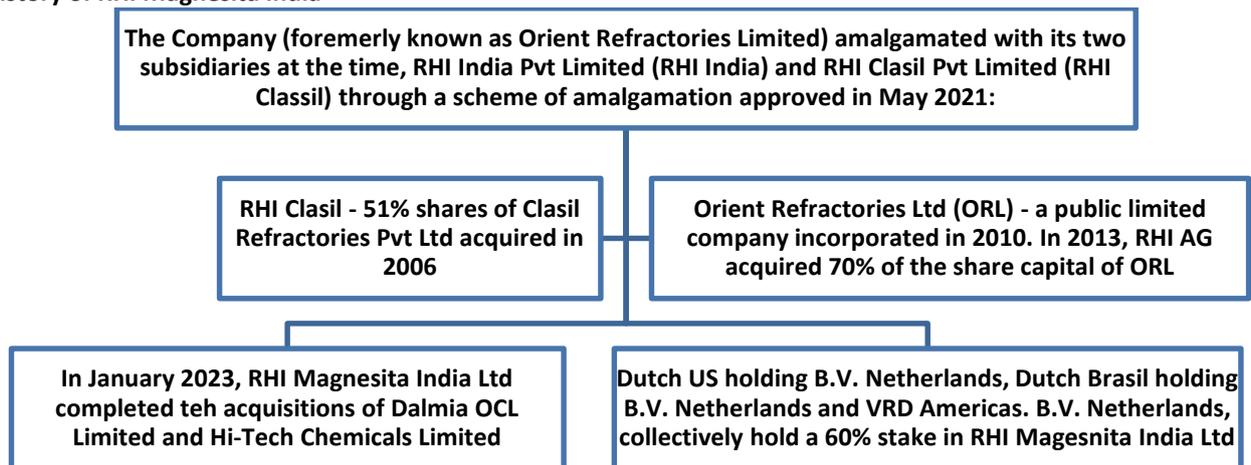 The Company (foremerly known as Orient Refractories Limited) amalgamated with its two
subsidiaries at the time, RHI India Pvt Limited (RHI India) and RHI Clasil Pvt Limited (RHI
Classil) through a scheme of amalgamation approved in May 2021:
RHI Clasil - 51% shares of Clasil
Refractories Pvt Ltd acquired in
2006
Orient Refractories Ltd (ORL) - a public limited
company incorporated in 2010. In 2013, RHI AG
acquired 70% of the share capital of ORL
In January 2023, RHI Magnesita India Ltd
completed teh acquisitions of Dalmia OCL
Limited and Hi-Tech Chemicals Limited
Dutch US holding B.V. Netherlands, Dutch Brasil holding
B.V. Netherlands and VRD Americas. B.V. Netherlands,
collectively hold a 60% stake in RHI Magesnita India Ltd